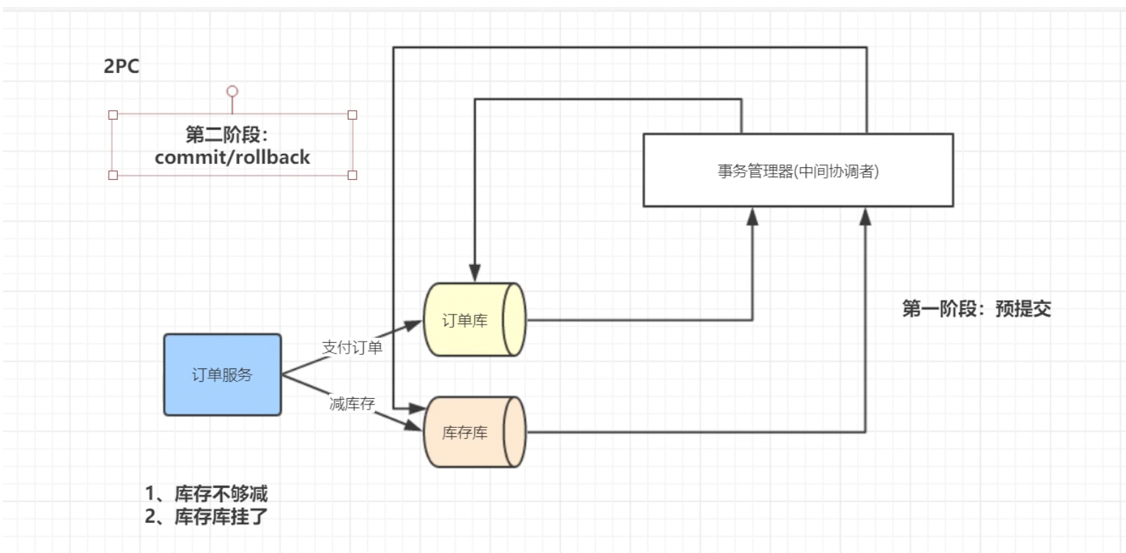 2PC
第二阶段：
commit/rollback
事务管理器(中间协调者)
第一阶段：预提交
订单库
支付订单
订单服务
减库存
库存库
1、库存不够减
2、库存库挂了